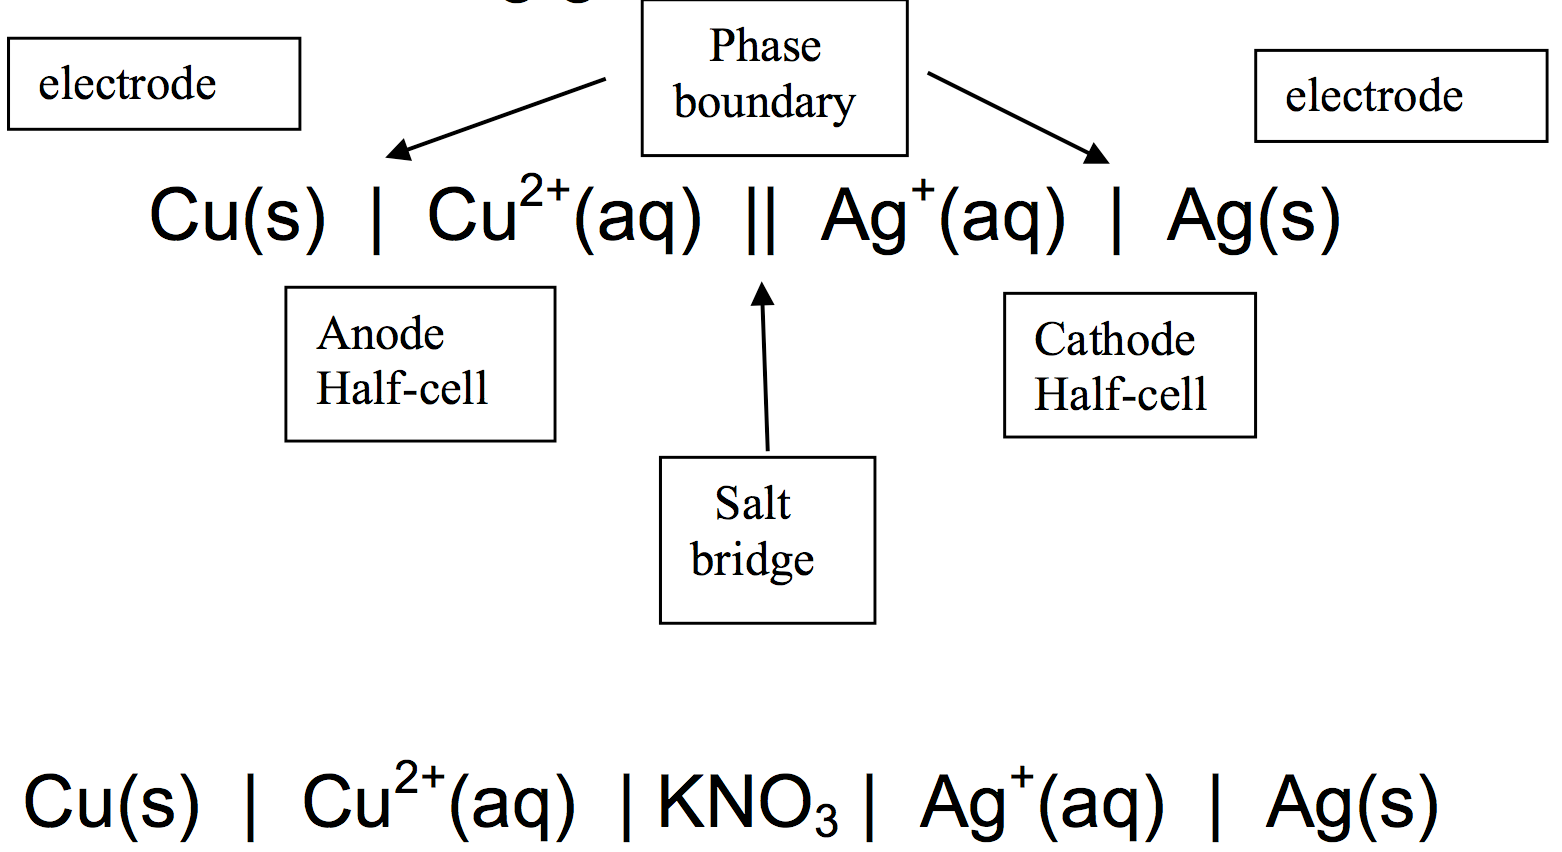 Phase
boundary
electrode
electrode
Cu(s) | Cu²⁺(aq) || Ag⁺(aq) | Ag(s)
Anode
Half-cell
Cathode
Half-cell
Salt
bridge
Cu(s) | Cu²⁺(aq) | KNO₃ | Ag⁺(aq) | Ag(s)